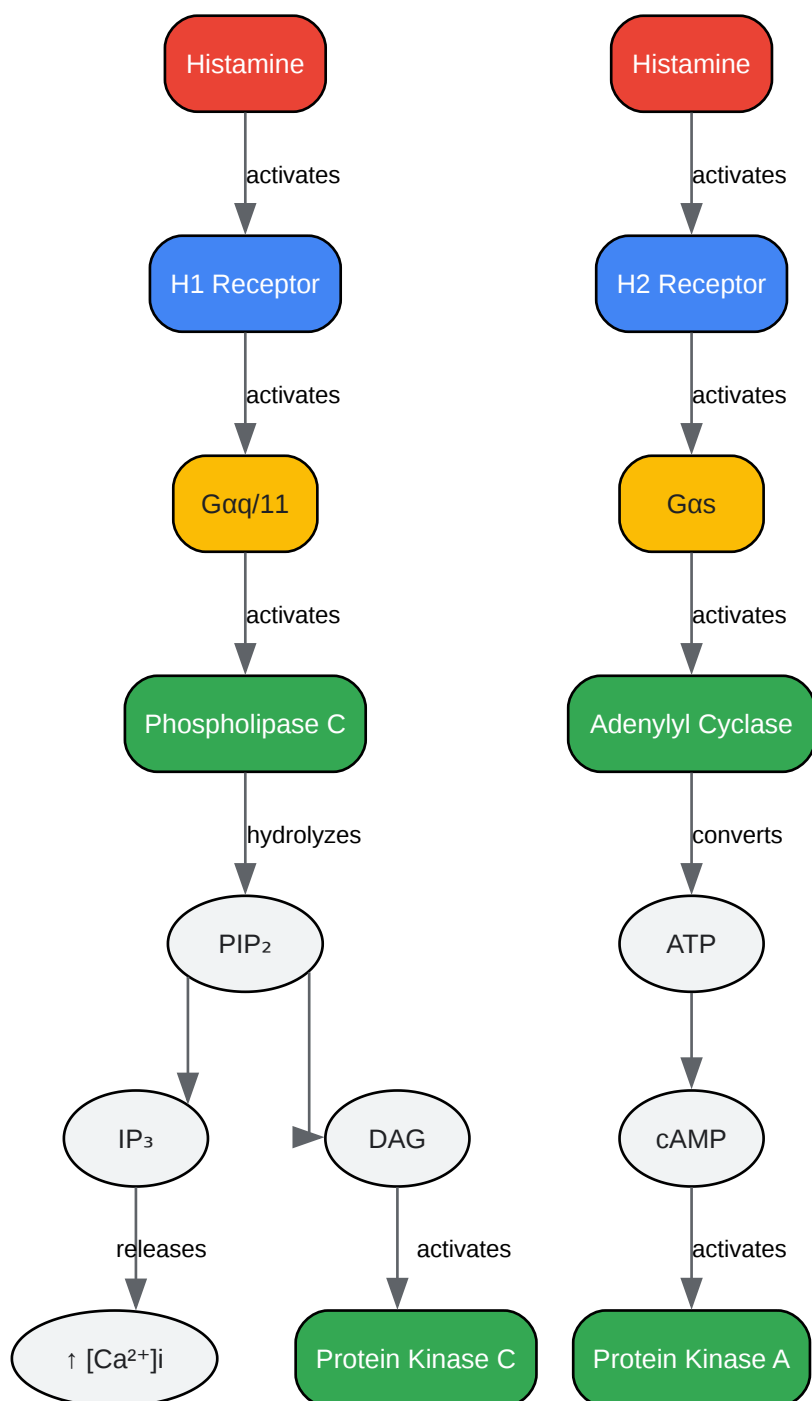 Histamine
activates
H1 Receptor
activates
Gαq/11
activates
Phospholipase C
hydrolyzes
PIP₂
IP₃
DAG
releases
activates
↑ [Ca²⁺]i
Protein Kinase C
Histamine
activates
H2 Receptor
activates
Gαs
activates
Adenylyl Cyclase
converts
ATP
cAMP
activates
Protein Kinase A